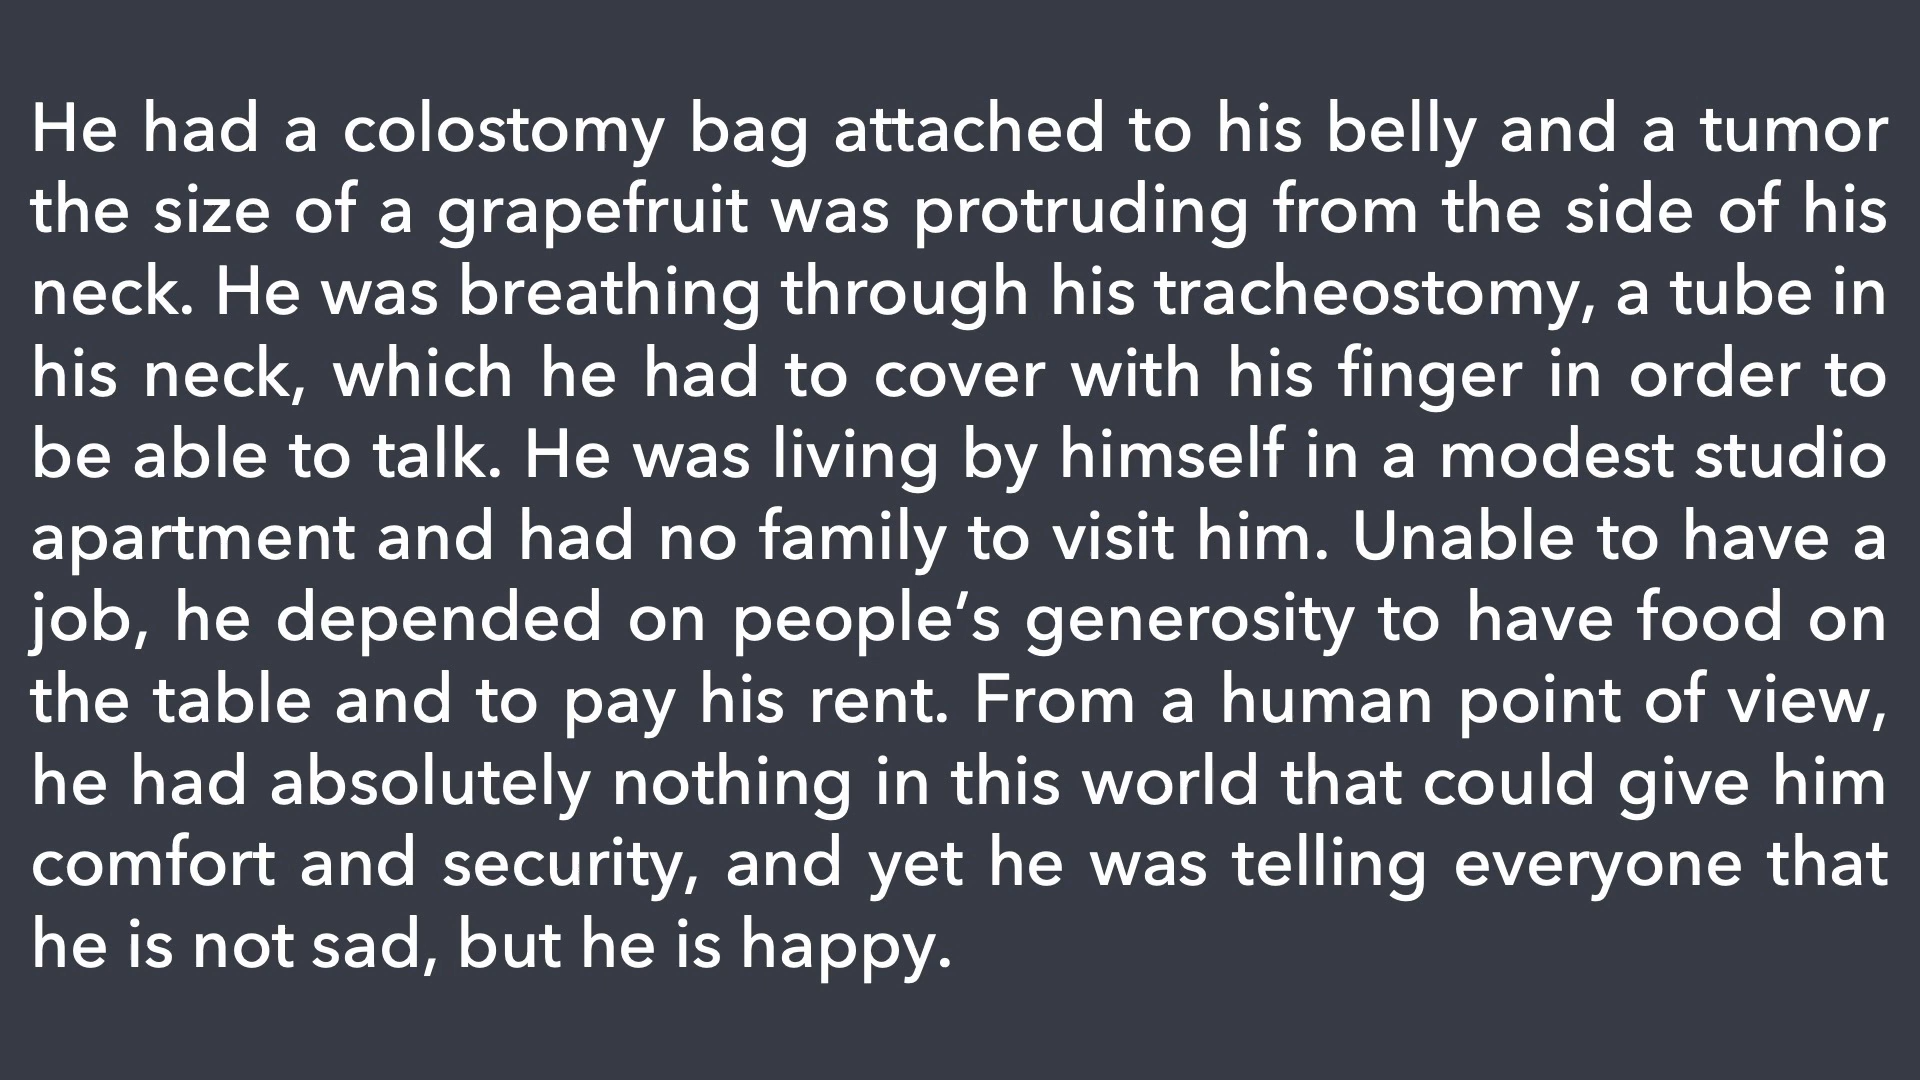 He had a colostomy bag attached to his belly and a tumor
the size of a grapefruit was protruding from the side of his
neck. He was breathing through his tracheostomy, a tube in
his neck, which he had to cover with his finger in order to
be able to talk. He was living by himself in a modest studio
apartment and had no family to visit him. Unable to have a
job, he depended on people’s generosity to have food on
the table and to pay his rent. From a human point of view,
he had absolutely nothing in this world that could give him
comfort and security, and yet he was telling everyone that
he is not sad, but he is happy.